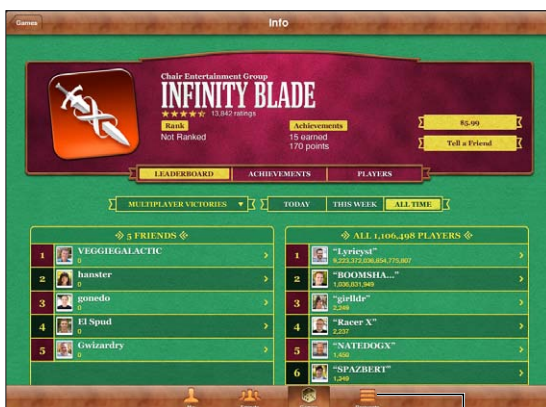 Games
Info
Chair Entertainment Group
INFINITY BLADE
13,842 ratings
Rank
Not Ranked
Achievements
15 earned
170 points
$5.99
Tell a Friend
LEADERBOARD ACHIEVEMENTS PLAYERS
MULTIPLAYER VICTORIES TODAY THIS WEEK ALL TIME
5 FRIENDS
1 VEGGIEGALACTIC
0
2 hanster
0
3 gonedo
0
4 El Spud
0
5 Gwizardry
0
ALL 1,106,498 PLAYERS
1 "Lyricyst"
9,223,372,036,854,775,807
2 "BOOMSHA..."
1,036,831,949
3 "girlldr"
2,249
4 "Racer X"
2,237
5 "NATEDOGX"
1,450
6 "SPAZBERT"
1,349